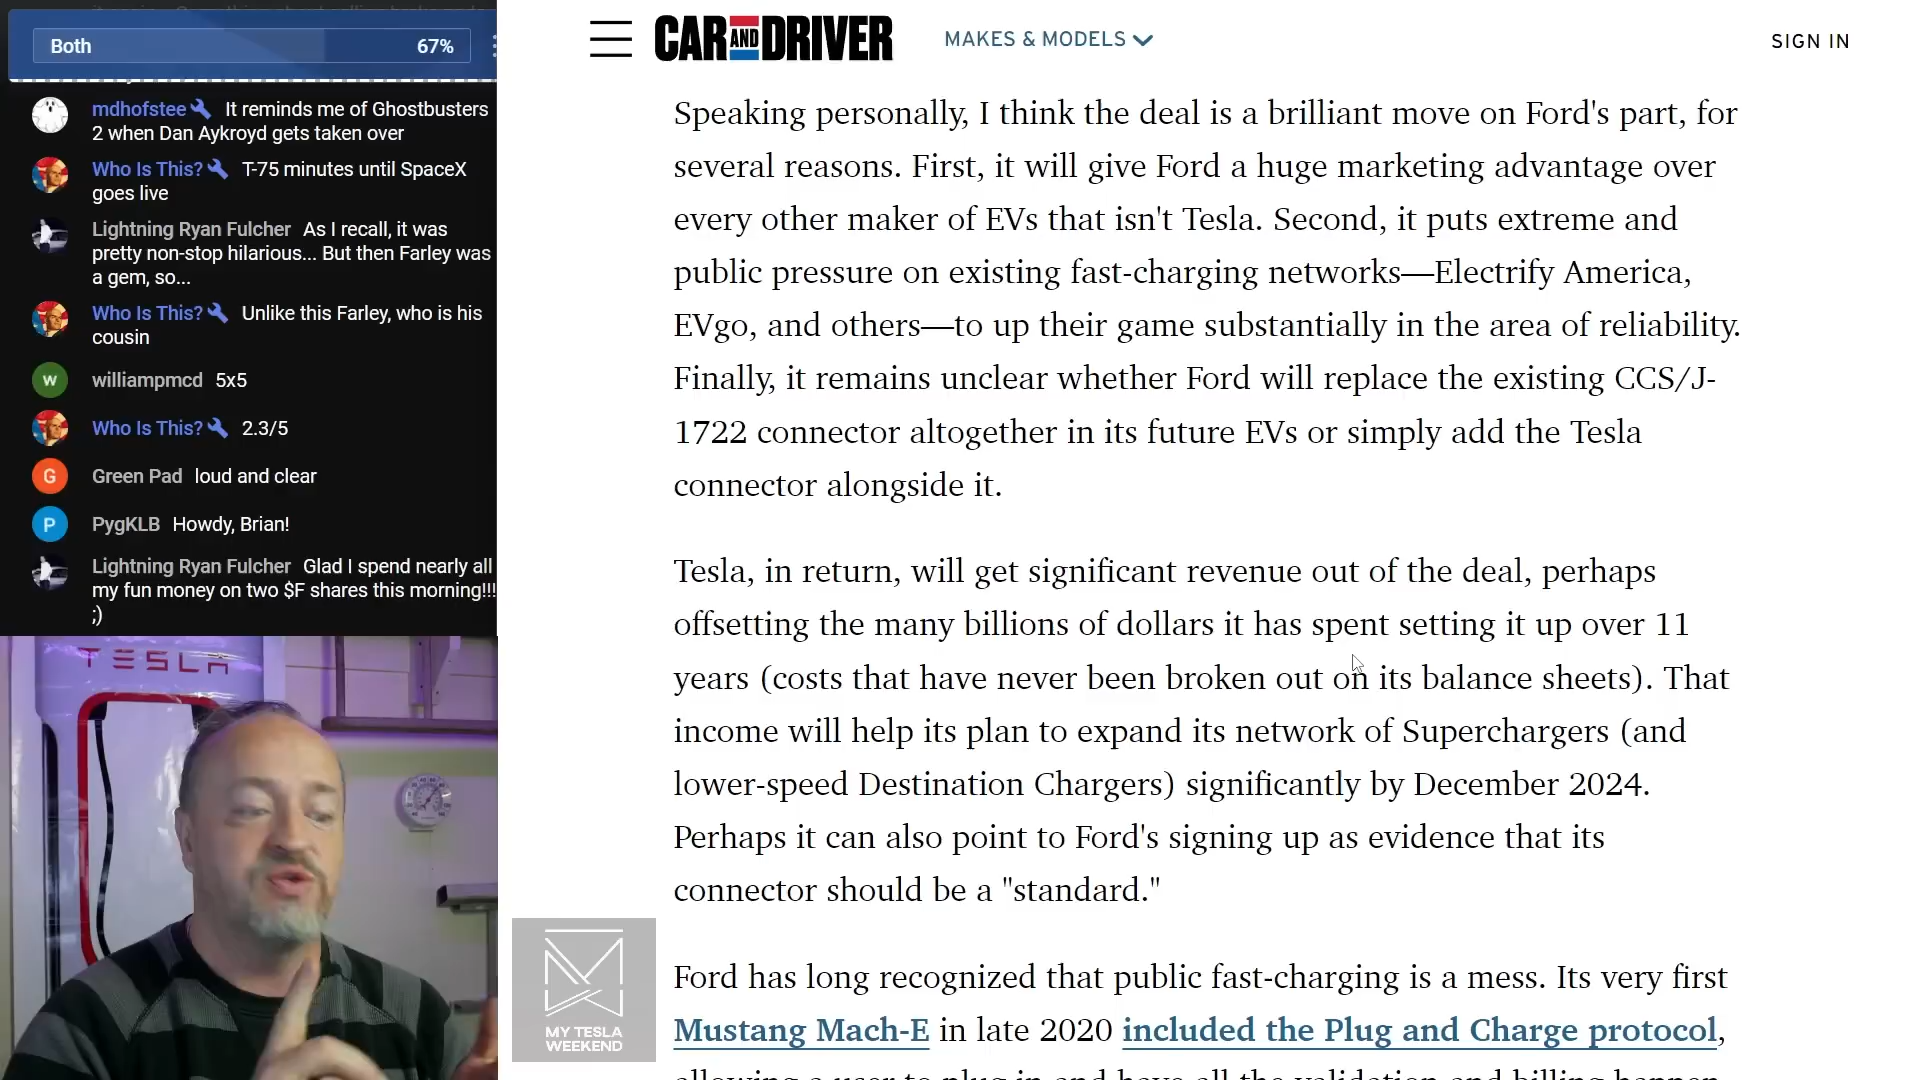 Both 67%
mdhofstee It reminds me of Ghostbusters
2 when Dan Aykroyd gets taken over
Who Is This? T-75 minutes until SpaceX
goes live
Lightning Ryan Fulcher As I recall, it was
pretty non-stop hilarious... But then Farley was
a gem, so...
Who Is This? Unlike this Farley, who is his
cousin
W
williampmcd 5x5
Who Is This? 2.3/5
G
Green Pad loud and clear
P
PygKLB Howdy, Brian!
Lightning Ryan Fulcher Glad I spend nearly all
my fun money on two $F shares this morning!!!
;)
TESLA
CAR AND DRIVER
MAKES & MODELS
SIGN IN
Speaking personally, I think the deal is a brilliant move on Ford's part, for
several reasons. First, it will give Ford a huge marketing advantage over
every other maker of EVs that isn't Tesla. Second, it puts extreme and
public pressure on existing fast-charging networks—Electrify America,
EVgo, and others—to up their game substantially in the area of reliability.
Finally, it remains unclear whether Ford will replace the existing CCS/J-
1722 connector altogether in its future EVs or simply add the Tesla
connector alongside it.
Tesla, in return, will get significant revenue out of the deal, perhaps
offsetting the many billions of dollars it has spent setting it up over 11
years (costs that have never been broken out on its balance sheets). That
income will help its plan to expand its network of Superchargers (and
lower-speed Destination Chargers) significantly by December 2024.
Perhaps it can also point to Ford's signing up as evidence that its
connector should be a "standard."
Ford has long recognized that public fast-charging is a mess. Its very first
Mustang Mach-E in late 2020 included the Plug and Charge protocol,
allowing a user to plug in and have all the validation and billing happen
MY TESLA
WEEKEND